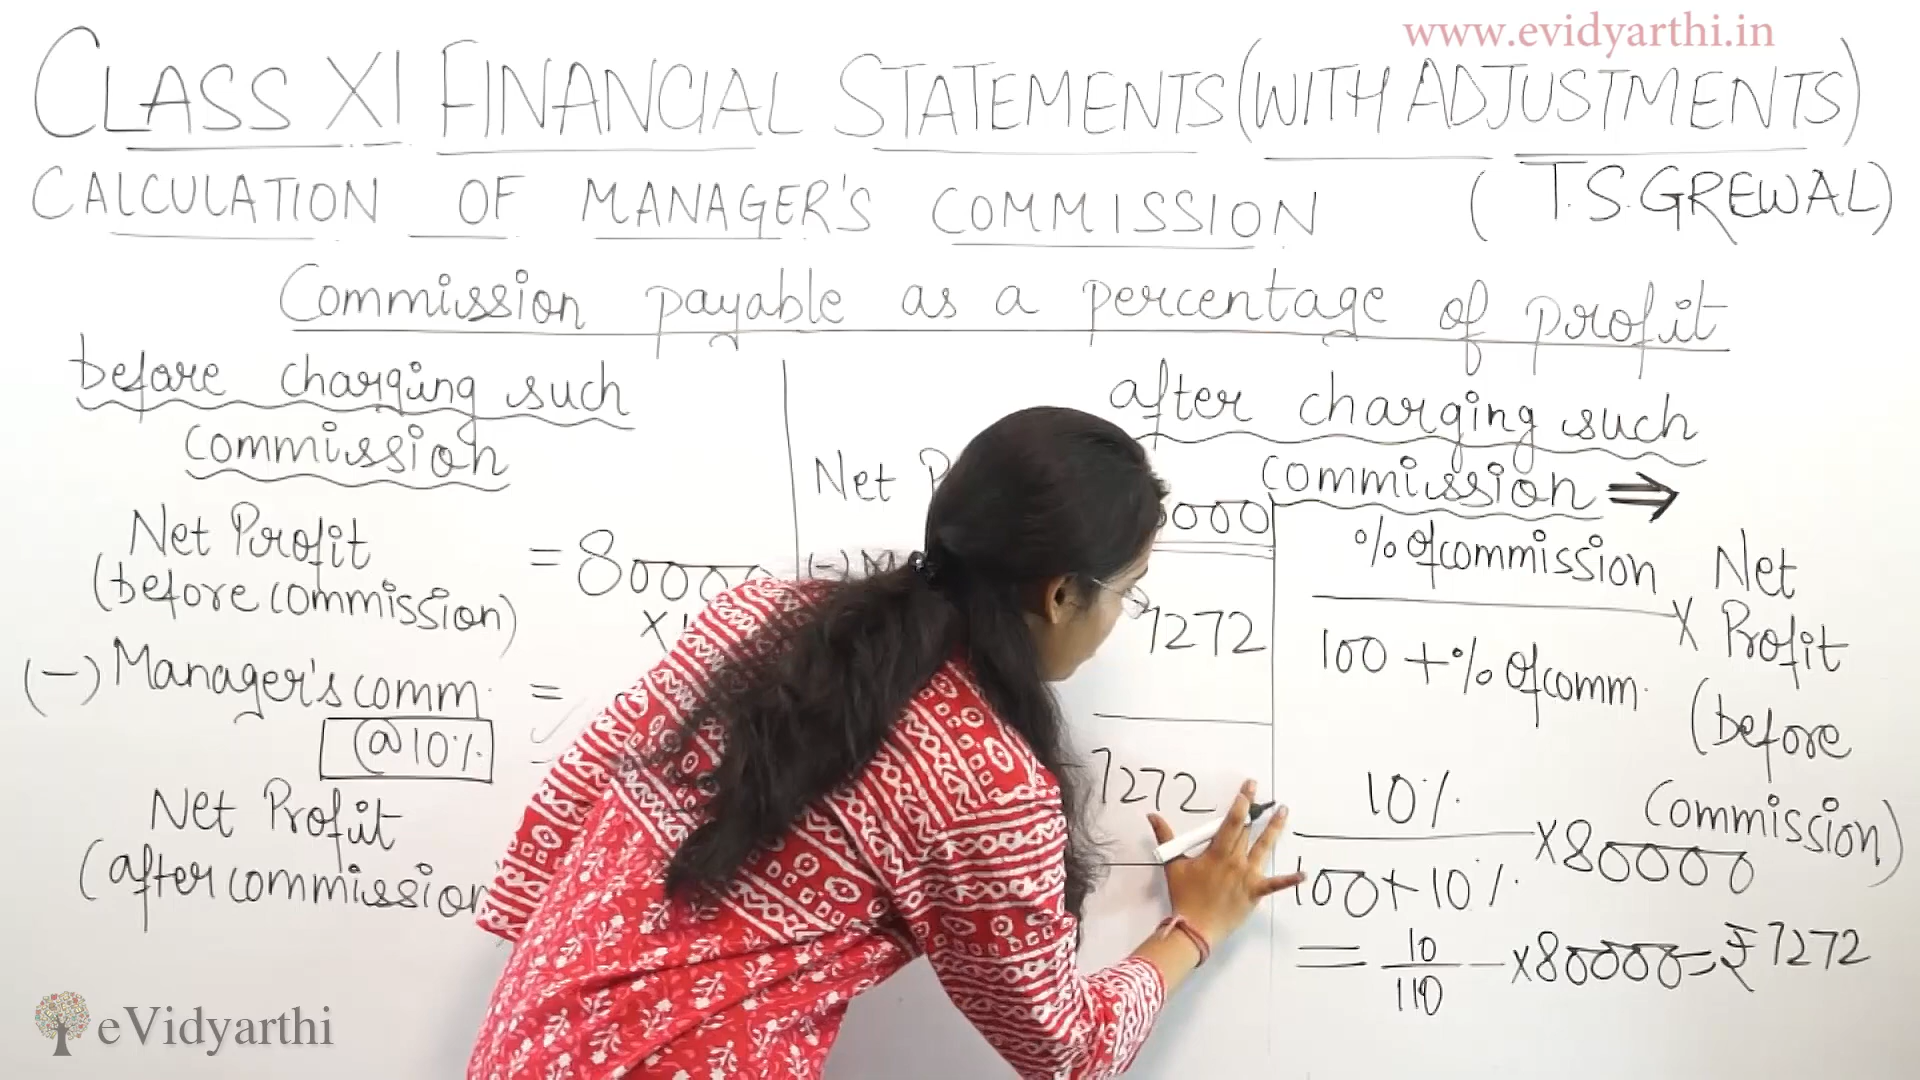 www.evidyarthi.in
CLASS XI FINANCIAL STATEMENTS (WITH ADJUSTMENTS)
CALCULATION OF MANAGER'S COMMISSION (T.S.GREWAL)
Commission payable as a percentage of profit
before charging such
commission
Net Profit
(before commission)
= 80000
(-) Manager's comm. =
@10%
Net Profit
(after commission
after charging such
commission ⇒
Net
0000
(-)
7272
7272
% of commission
100 + % of comm.
X Net
Profit
(before
commission)
10%
100 + 10%
X 80000
= 10
110
X 80000 = ₹ 7272
eVidyarthi